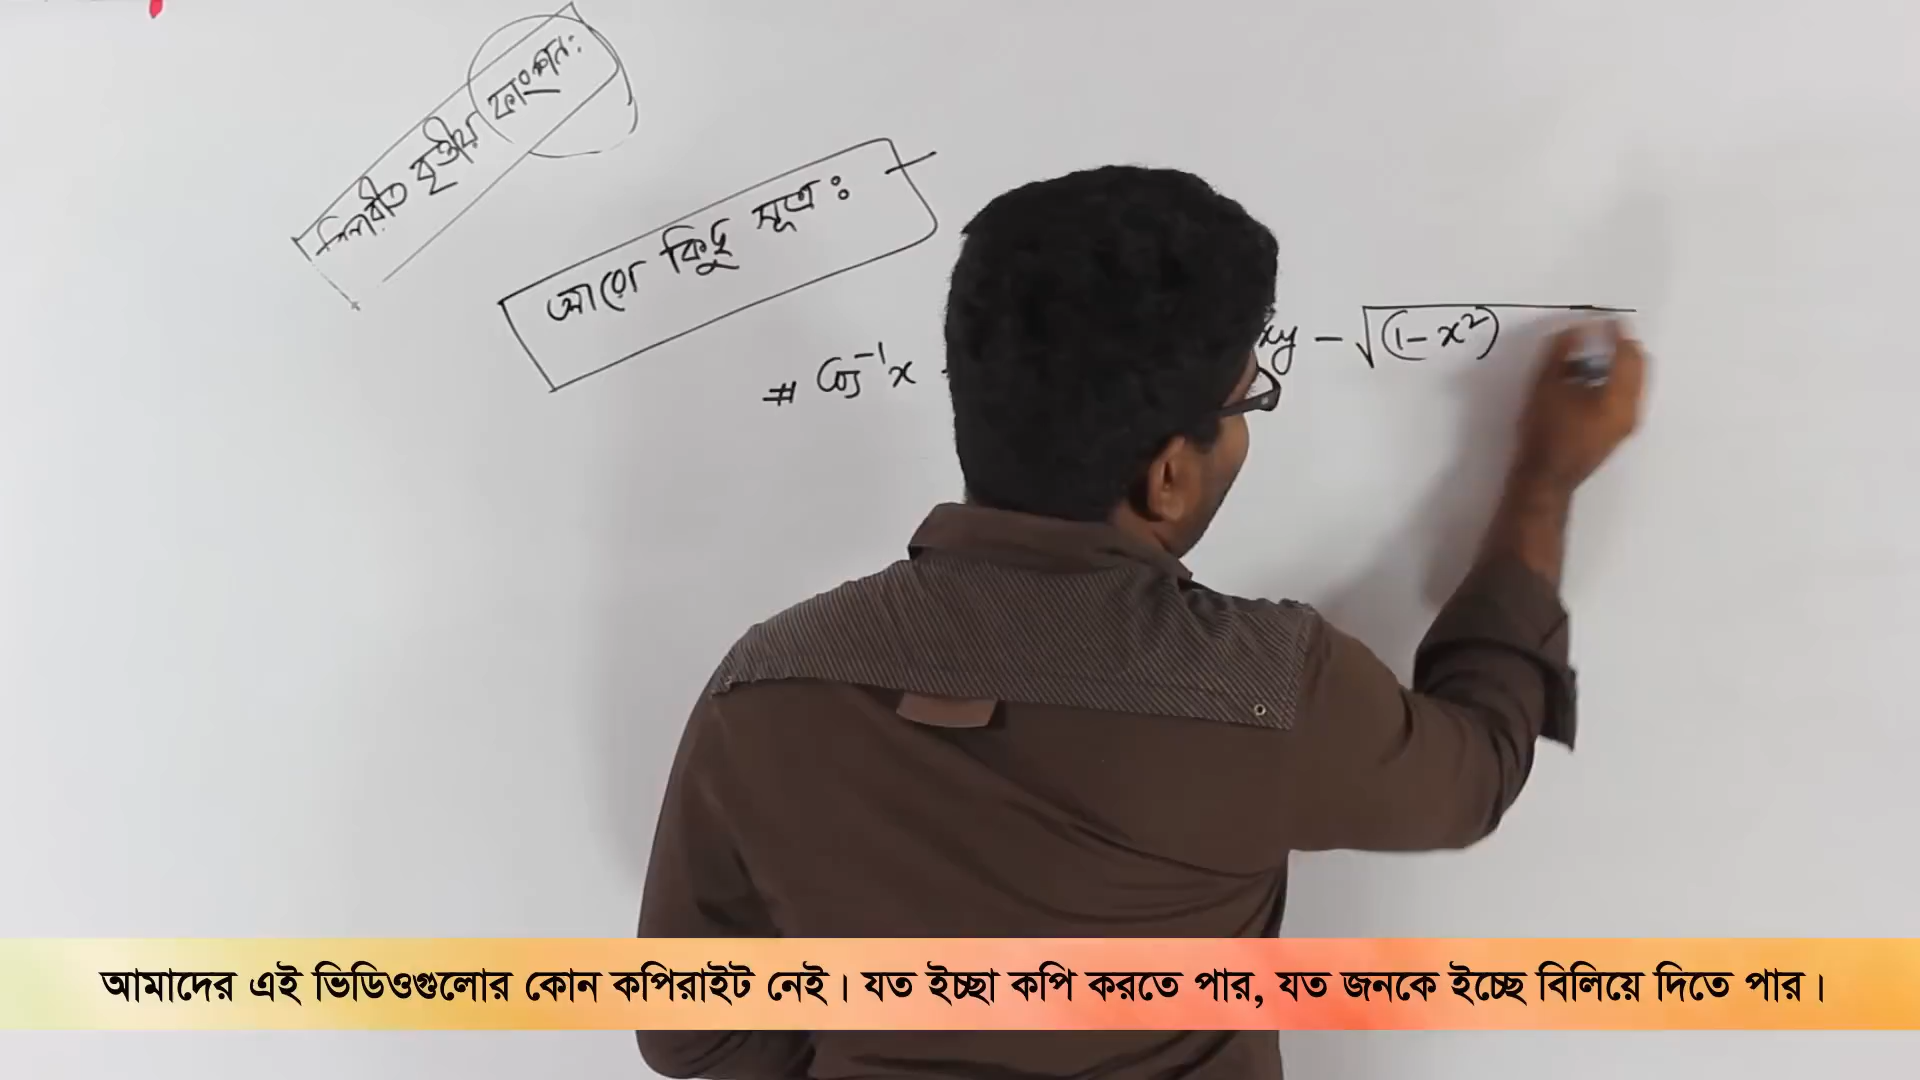 বিপরীত বৃত্তীয় ফাংশন:
আরো কিছু সূত্র :
# Cos⁻¹x xy - √(1-x²)
আমাদের এই ভিডিওগুলোর কোন কপিরাইট নেই। যত ইচ্ছা কপি করতে পার, যত জনকে ইচ্ছে বিলিয়ে দিতে পার।